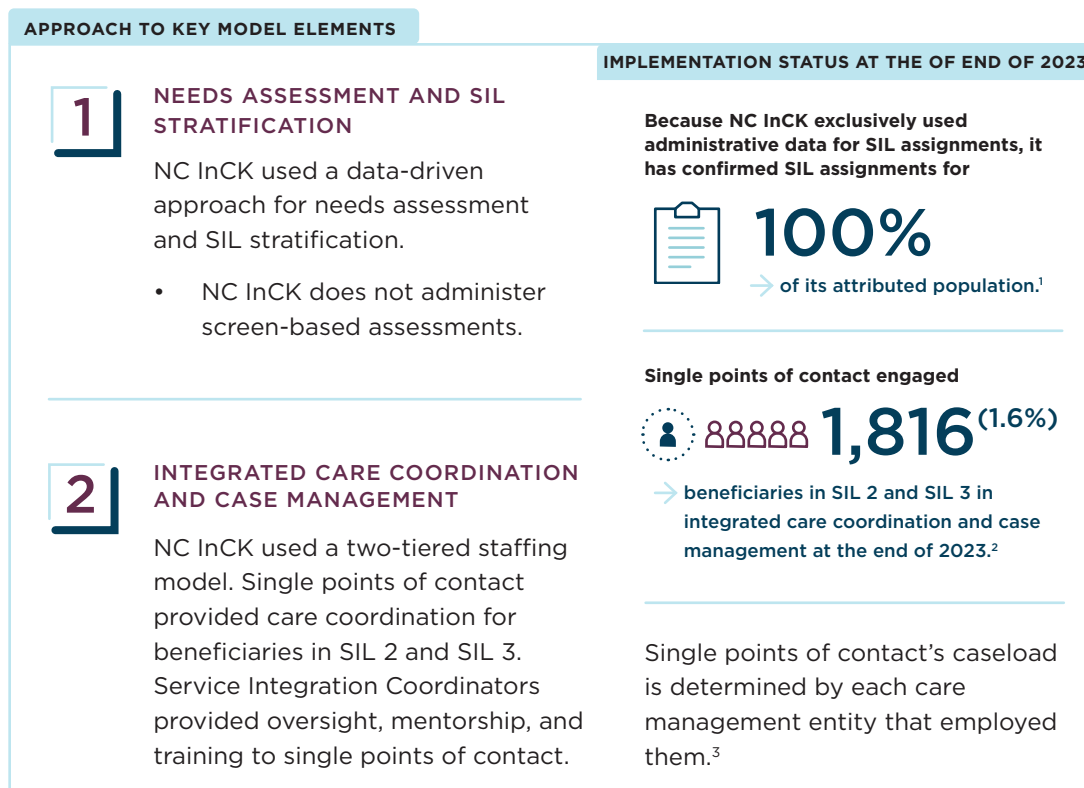 APPROACH TO KEY MODEL ELEMENTS
1
NEEDS ASSESSMENT AND SIL
STRATIFICATION
NC InCK used a data-driven
approach for needs assessment
and SIL stratification.
• NC InCK does not administer
screen-based assessments.
2
INTEGRATED CARE COORDINATION
AND CASE MANAGEMENT
NC InCK used a two-tiered staffing
model. Single points of contact
provided care coordination for
beneficiaries in SIL 2 and SIL 3.
Service Integration Coordinators
provided oversight, mentorship, and
training to single points of contact.
IMPLEMENTATION STATUS AT THE OF END OF 2023
Because NC InCK exclusively used
administrative data for SIL assignments, it
has confirmed SIL assignments for
100%
of its attributed population.¹
Single points of contact engaged
1,816 (1.6%)
beneficiaries in SIL 2 and SIL 3 in
integrated care coordination and case
management at the end of 2023.²
Single points of contact’s caseload
is determined by each care
management entity that employed
them.³